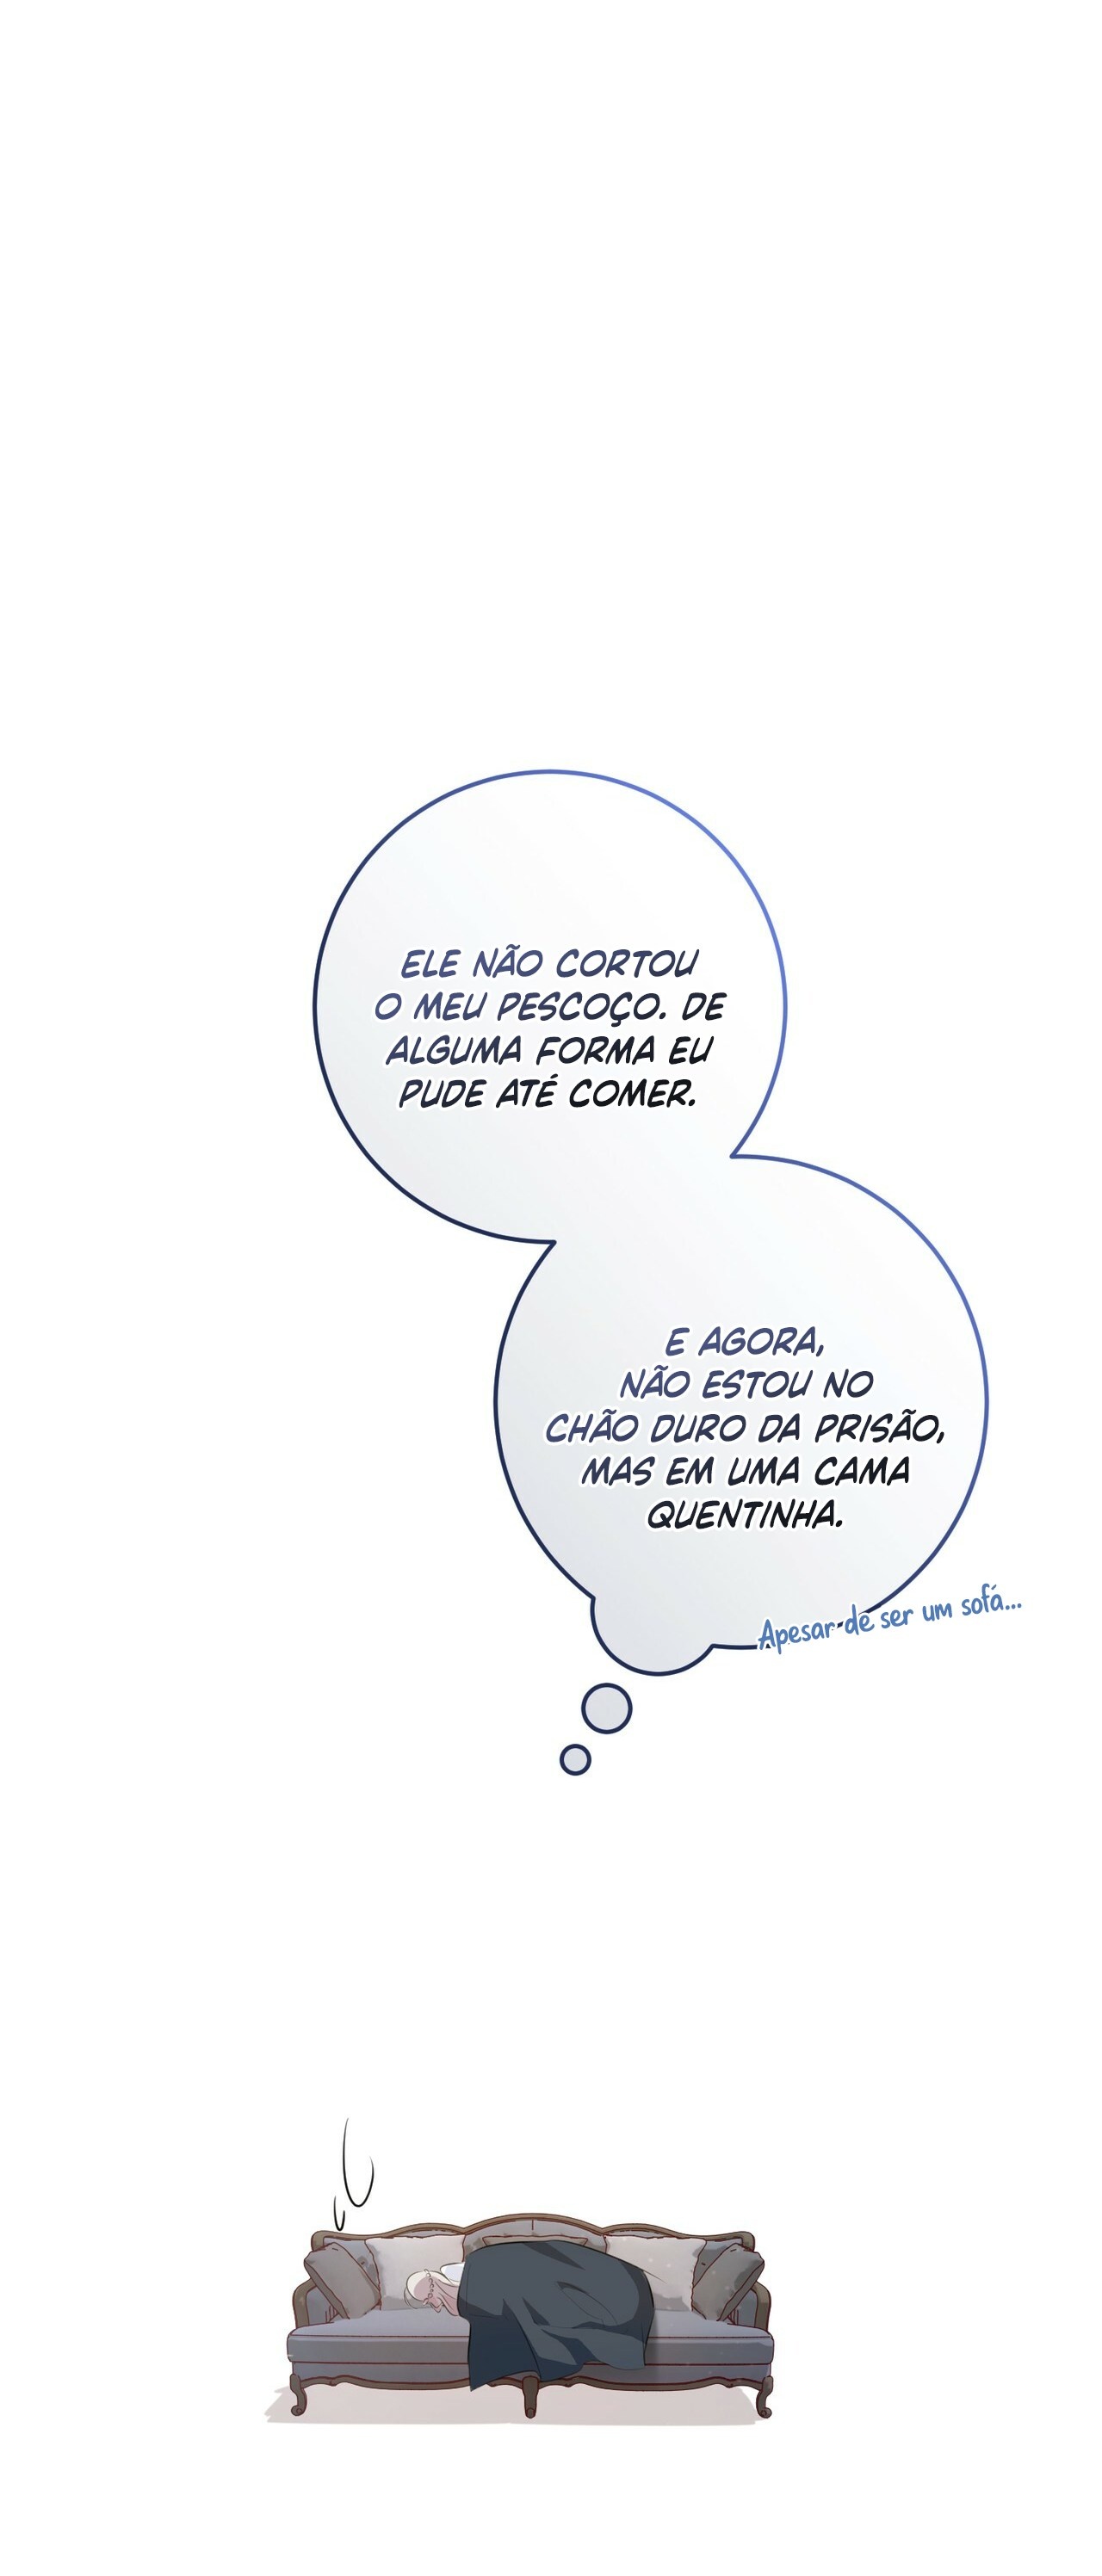 ELE NÃO CORTOU
O MEU PESCOÇO. DE
ALGUMA FORMA EU
PUDE ATÉ COMER.
E AGORA,
NÃO ESTOU NO
CHÃO DURO DA PRISÃO,
MAS EM UMA CAMA
QUENTINHA.
Apesar de ser um sofá...